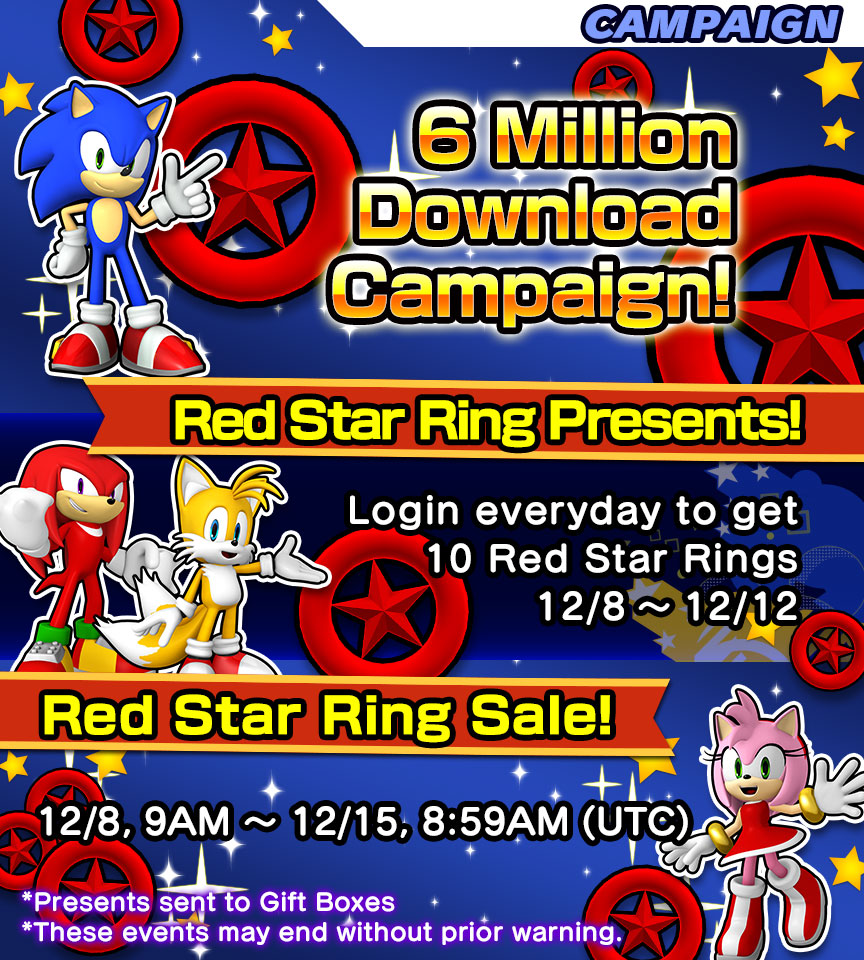 CAMPAIGN
6 Million
Download
Campaign!
Red Star Ring Presents!
Login everyday to get
10 Red Star Rings
12/8 ~ 12/12
Red Star Ring Sale!
12/8, 9AM ~ 12/15, 8:59AM (UTC)
*Presents sent to Gift Boxes
*These events may end without prior warning.